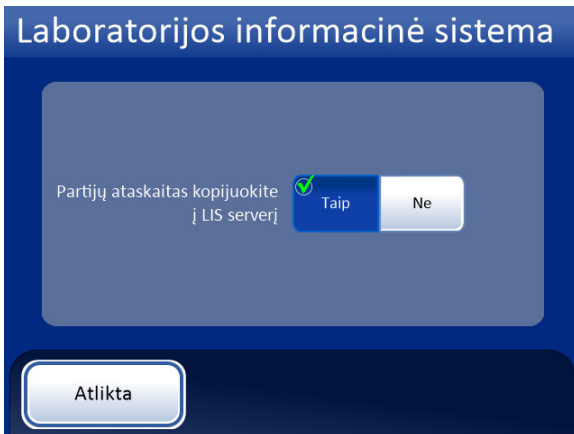 Laboratorijos informacinė sistema
Partijų ataskaitas kopijuokite
į LIS serverį
Taip
Ne
Atlikta